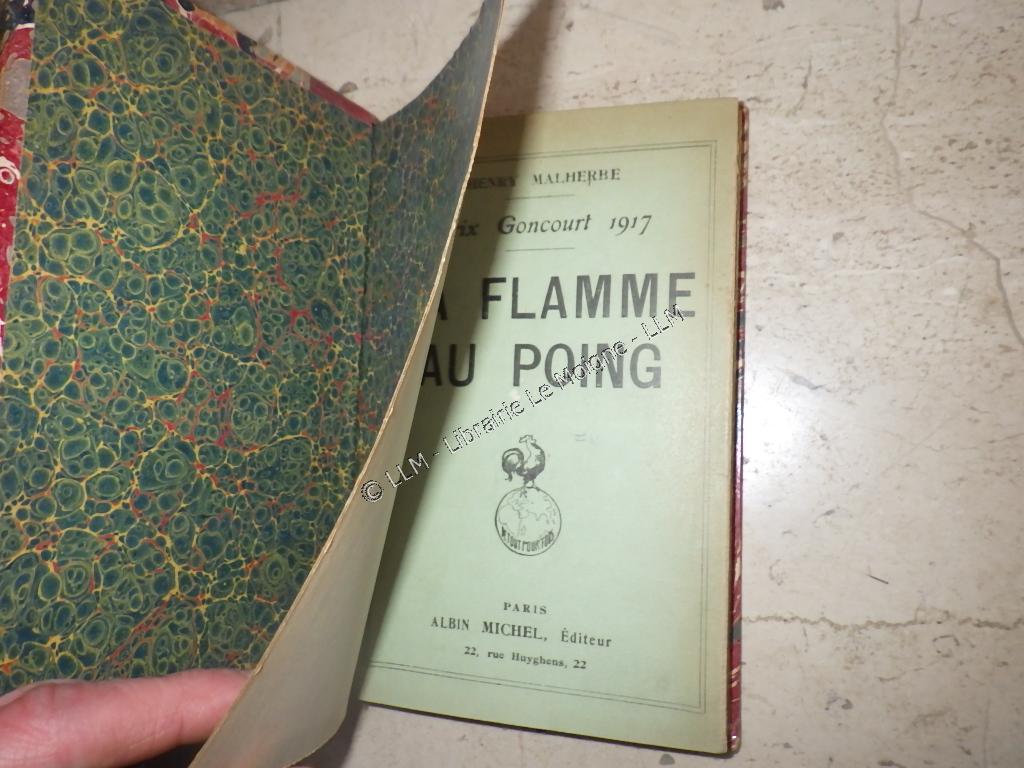 HENRY MALHERBE
ix Goncourt 1917
A FLAMME
AU POING
PARIS
ALBIN MICHEL, Éditeur
22, rue Huyghens, 22
© LLM - Librairie Le Moigne - LLM